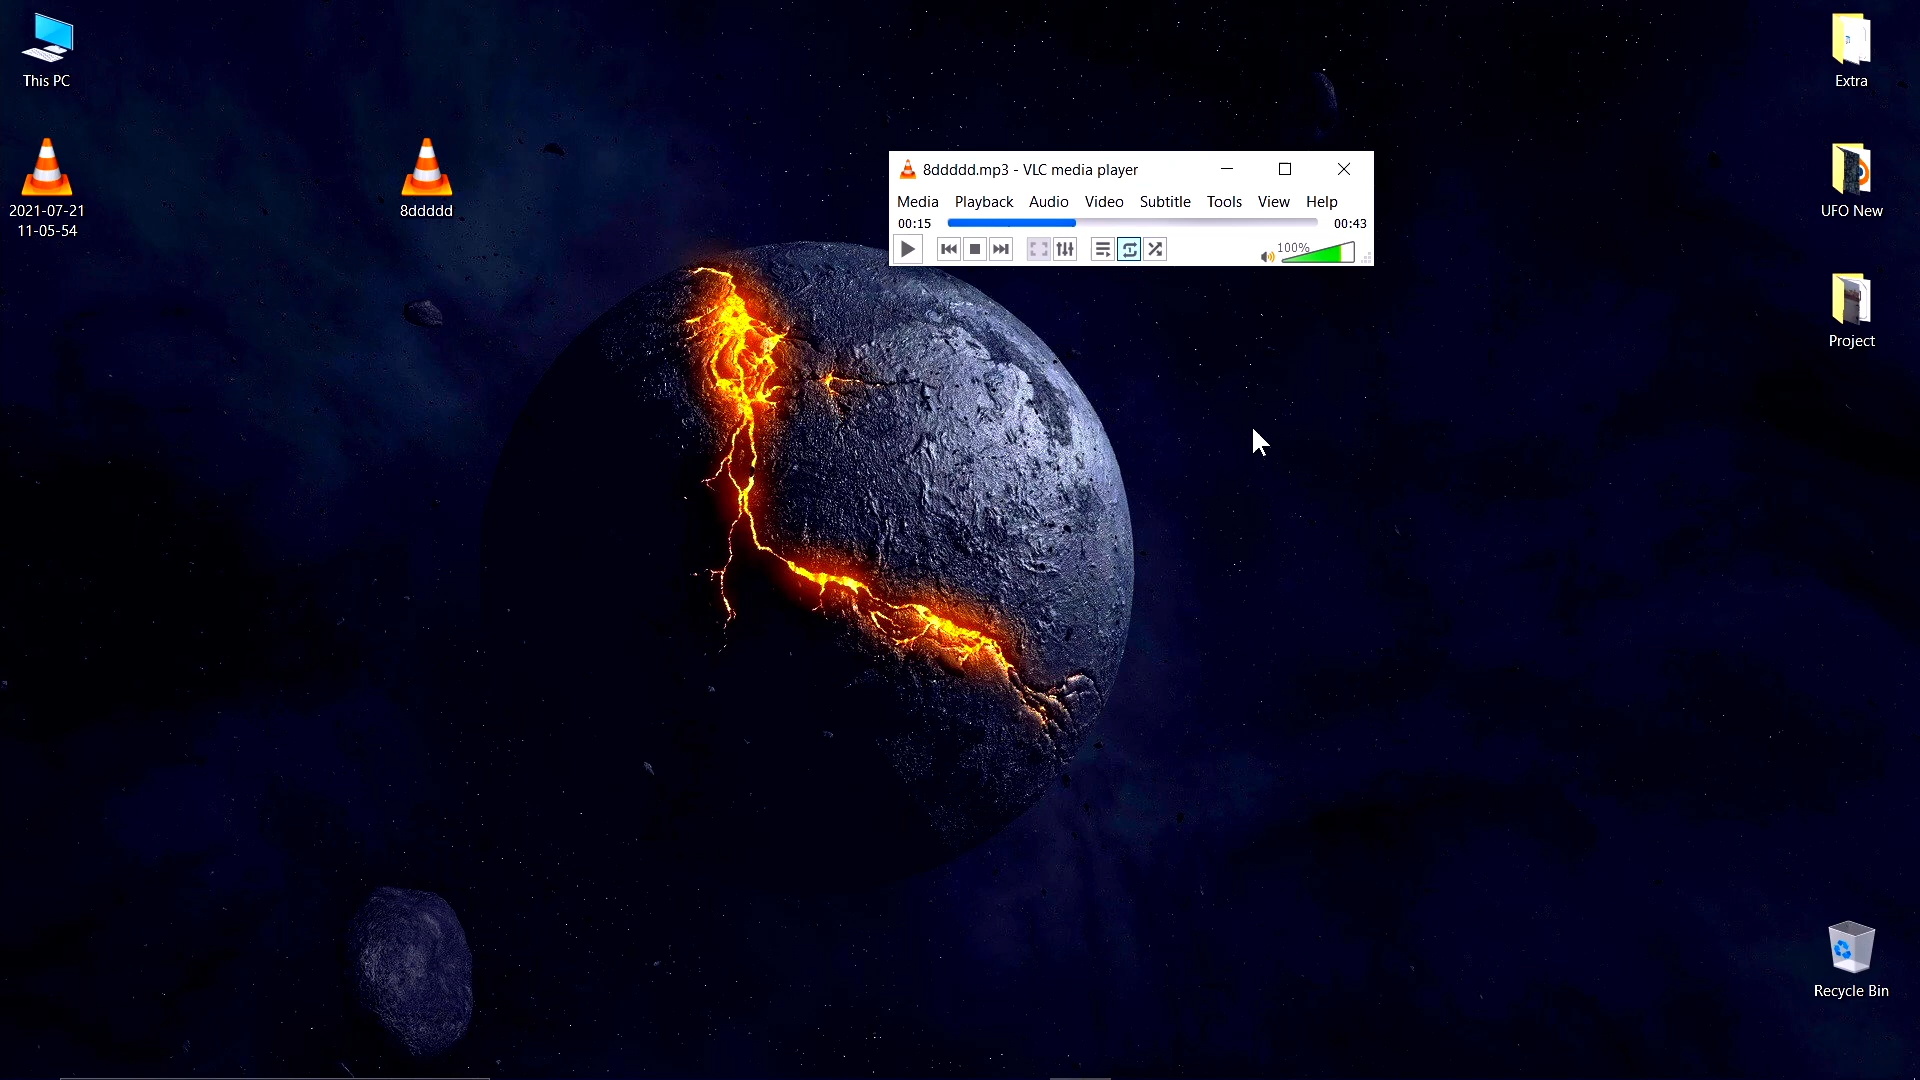 This PC
2021-07-21
11-05-54
8ddddd
8ddddd.mp3 - VLC media player
Media Playback Audio Video Subtitle Tools View Help
00:15
00:43
100%
Extra
UFO New
Project
Recycle Bin